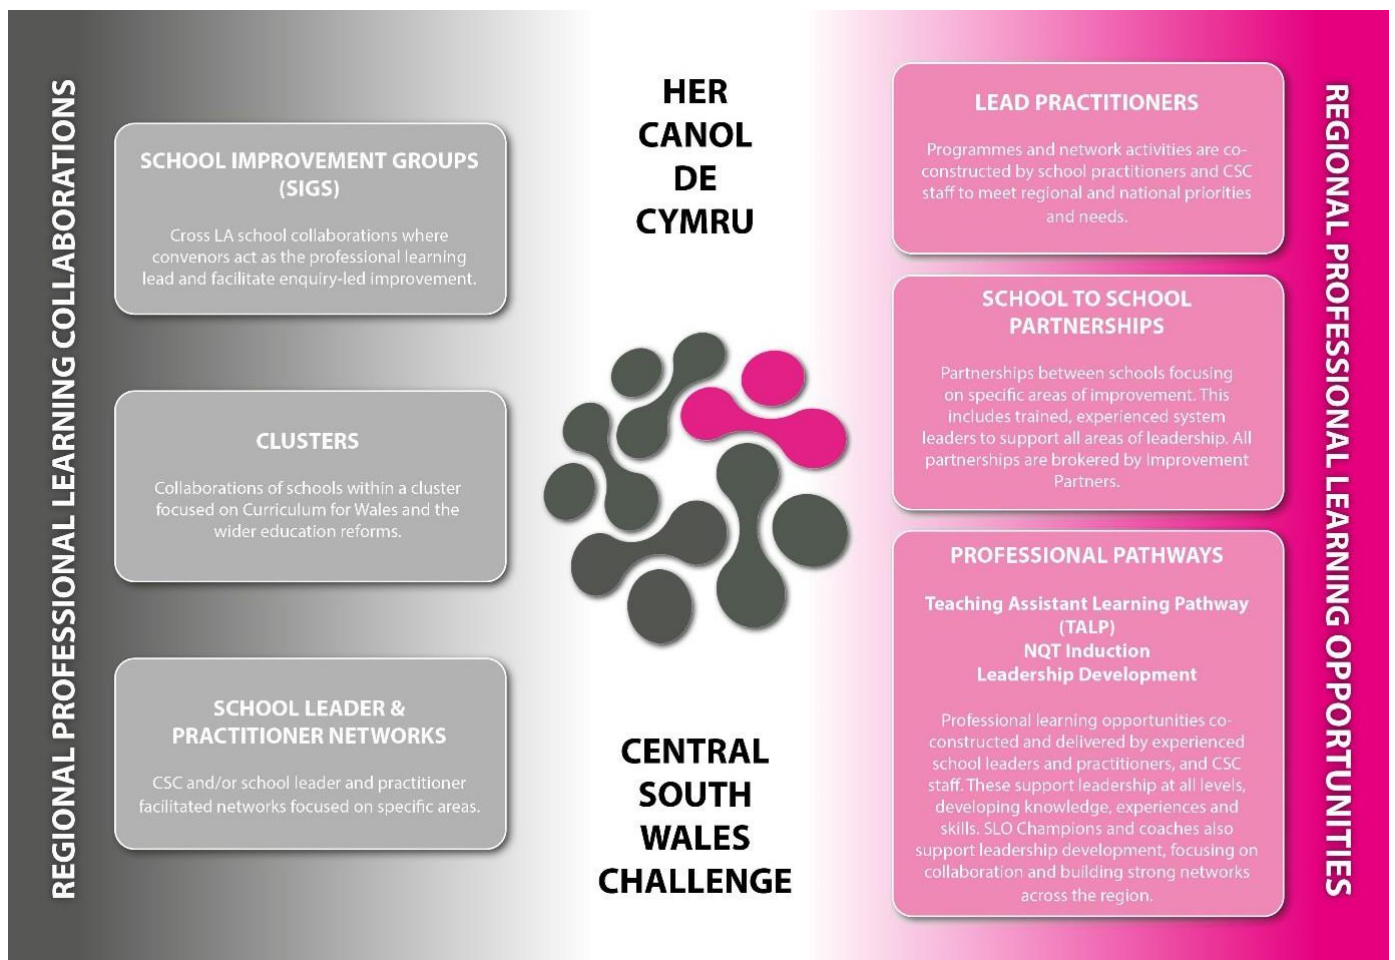 REGIONAL PROFESSIONAL LEARNING COLLABORATIONS
SCHOOL IMPROVEMENT GROUPS
(SIGS)
Cross LA school collaborations where
convenors act as the professional learning
lead and facilitate enquiry-led improvement.
CLUSTERS
Collaborations of schools within a cluster
focused on Curriculum for Wales and the
wider education reforms.
SCHOOL LEADER &
PRACTITIONER NETWORKS
CSC and/or school leader and practitioner
facilitated networks focused on specific areas.
HER
CANOL
DE
CYMRU
CENTRAL
SOUTH
WALES
CHALLENGE
LEAD PRACTITIONERS
Programmes and network activities are co-
constructed by school practitioners and CSC
staff to meet regional and national priorities
and needs.
SCHOOL TO SCHOOL
PARTNERSHIPS
Partnerships between schools focusing
on specific areas of improvement. This
includes trained, experienced system
leaders to support all areas of leadership. All
partnerships are brokered by Improvement
Partners.
PROFESSIONAL PATHWAYS
Teaching Assistant Learning Pathway
(TALP)
NQT Induction
Leadership Development
Professional learning opportunities co-
constructed and delivered by experienced
school leaders and practitioners, and CSC
staff. These support leadership at all levels,
developing knowledge, experiences and
skills. SLO Champions and coaches also
support leadership development, focusing on
collaboration and building strong networks
across the region.
REGIONAL PROFESSIONAL LEARNING OPPORTUNITIES